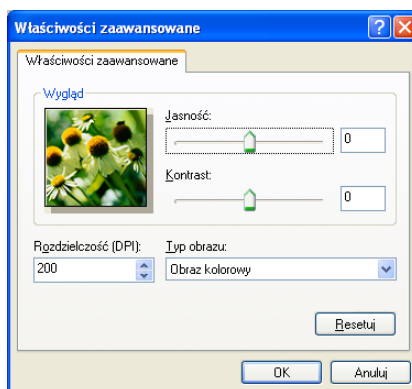 Właściwości zaawansowane
Właściwości zaawansowane
Wygląd
Jasność:
0
Kontrast:
0
Rozdzielczość (DPI): Typ obrazu:
200 Obraz kolorowy
Resetuj
OK Anuluj